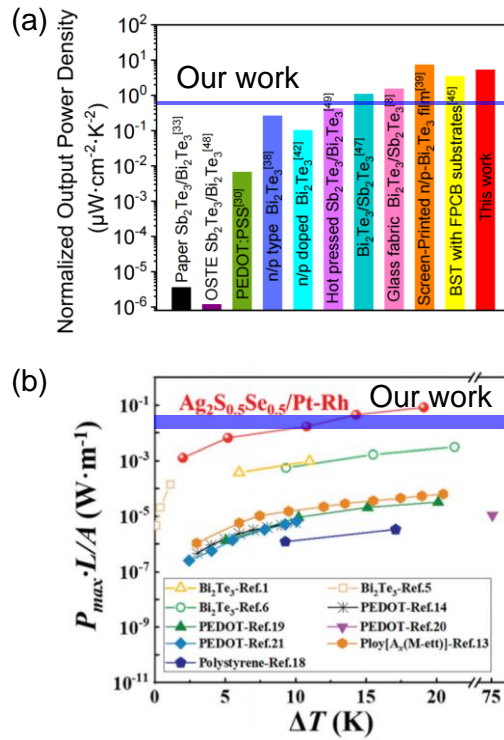 (a)
Normalized Output Power Density
(μW·cm⁻²·K⁻²)
10²
10¹
10⁰
10⁻¹
10⁻²
10⁻³
10⁻⁴
10⁻⁵
10⁻⁶
Our work
Paper Sb₂Te₃/Bi₂Te₃[33]
OSTE Sb₂Te₃/Bi₂Te₃[48]
PEDOT:PSS[30]
n/p type Bi₂Te₃[38]
n/p doped Bi₂Te₃[42]
Hot pressed Sb₂Te₃/Bi₂Te₃[49]
Bi₂Te₃/Sb₂Te₃[47]
Glass fabric Bi₂Te₃/Sb₂Te₃[8]
Screen-Printed n/p-Bi₂Te₃ film[39]
BST with FPCB substrates[45]
This work
(b)
P_max·L/A (W·m⁻¹)
10⁻¹
10⁻³
10⁻⁵
10⁻⁷
10⁻⁹
10⁻¹¹
Ag₂S₀.₅Se₀.₅/Pt-Rh
Our work
Bi₂Te₃-Ref.1
Bi₂Te₃-Ref.5
Bi₂Te₃-Ref.6
PEDOT-Ref.14
PEDOT-Ref.19
PEDOT-Ref.20
PEDOT-Ref.21
Ploy[Aₓ(M-ett)]-Ref.13
Polystyrene-Ref.18
0 5 10 15 20 75
ΔT (K)